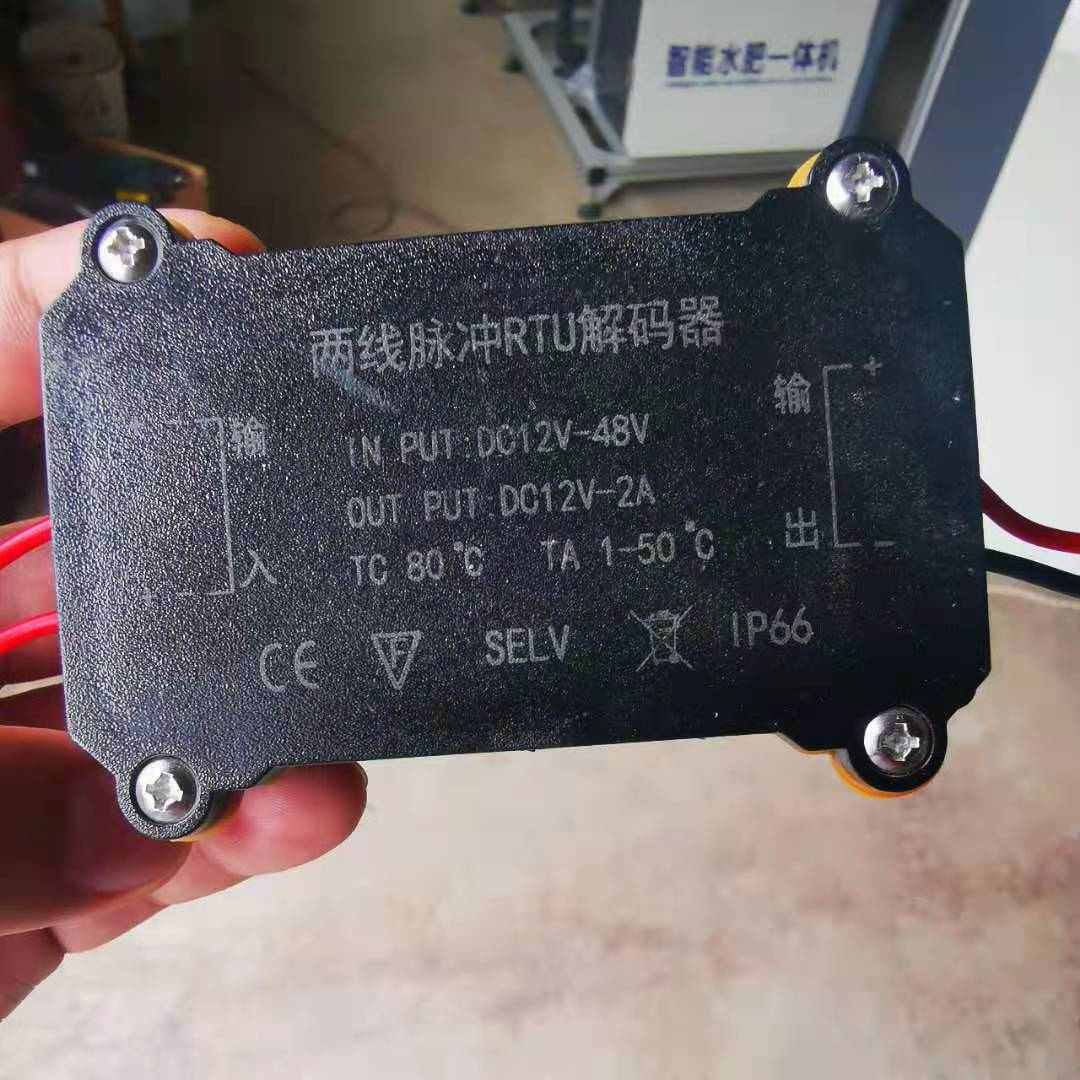 智能水肥一体机
两线脉冲RTU解码器
IN PUT:DC12V-48V
OUT PUT:DC12V-2A
TC 80℃ TA 1-50℃
CE F SELV IP66
+ -
输入
+ -
+
输出
-